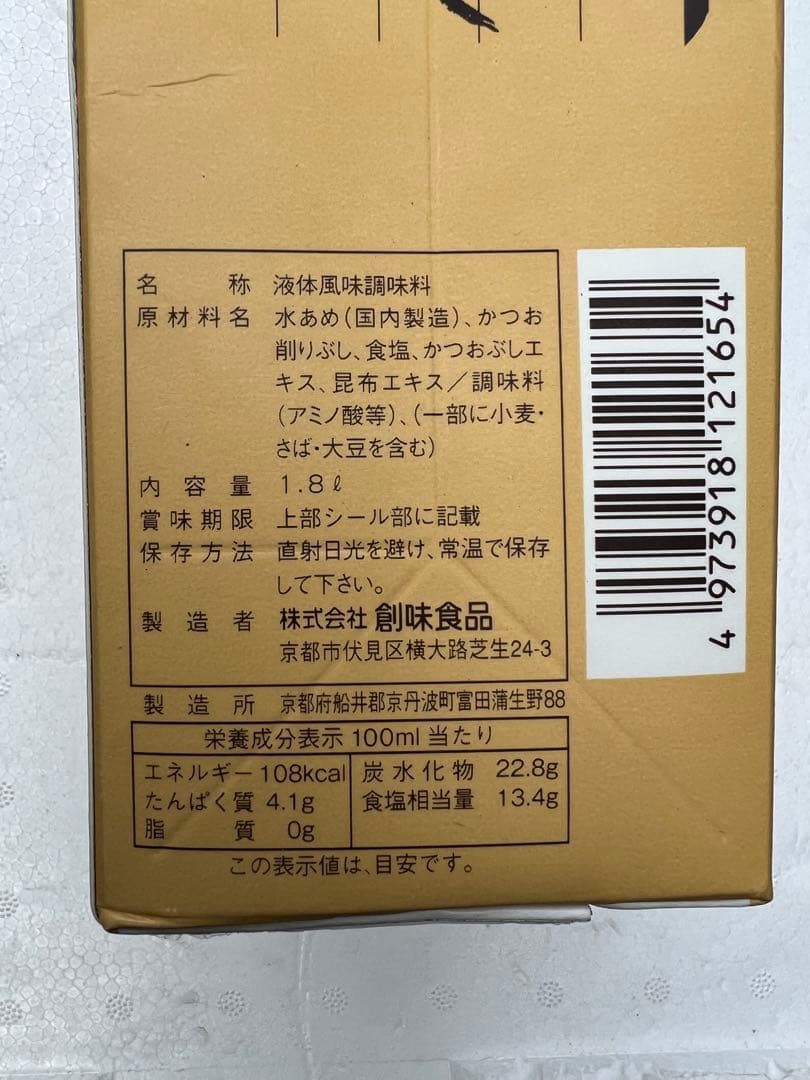 名称 液体風味調味料
原材料名 水あめ(国内製造)、かつお
削りぶし、食塩、かつおぶしエ
キス、昆布エキス/調味料
(アミノ酸等)、(一部に小麦・
さば・大豆を含む)
内容量 1.8ℓ
賞味期限 上部シール部に記載
保存方法 直射日光を避け、常温で保存
して下さい。
製造者 株式会社 創味食品
京都市伏見区横大路芝生24-3
製造所 京都府船井郡京丹波町富田蒲生野88
栄養成分表示 100ml当たり
エネルギー 108kcal 炭水化物 22.8g
たんぱく質 4.1g 食塩相当量 13.4g
脂質 0g
この表示値は、目安です。
4 973918 121654